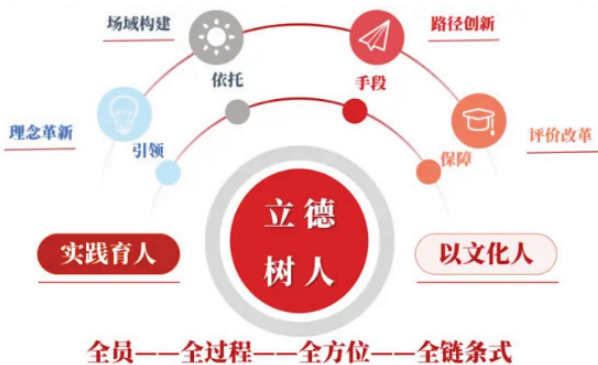 场域构建
路径创新
依托
手段
理念革新
评价改革
引领
保障
立德
树人
实践育人
以文化人
全员——全过程——全方位——全链条式